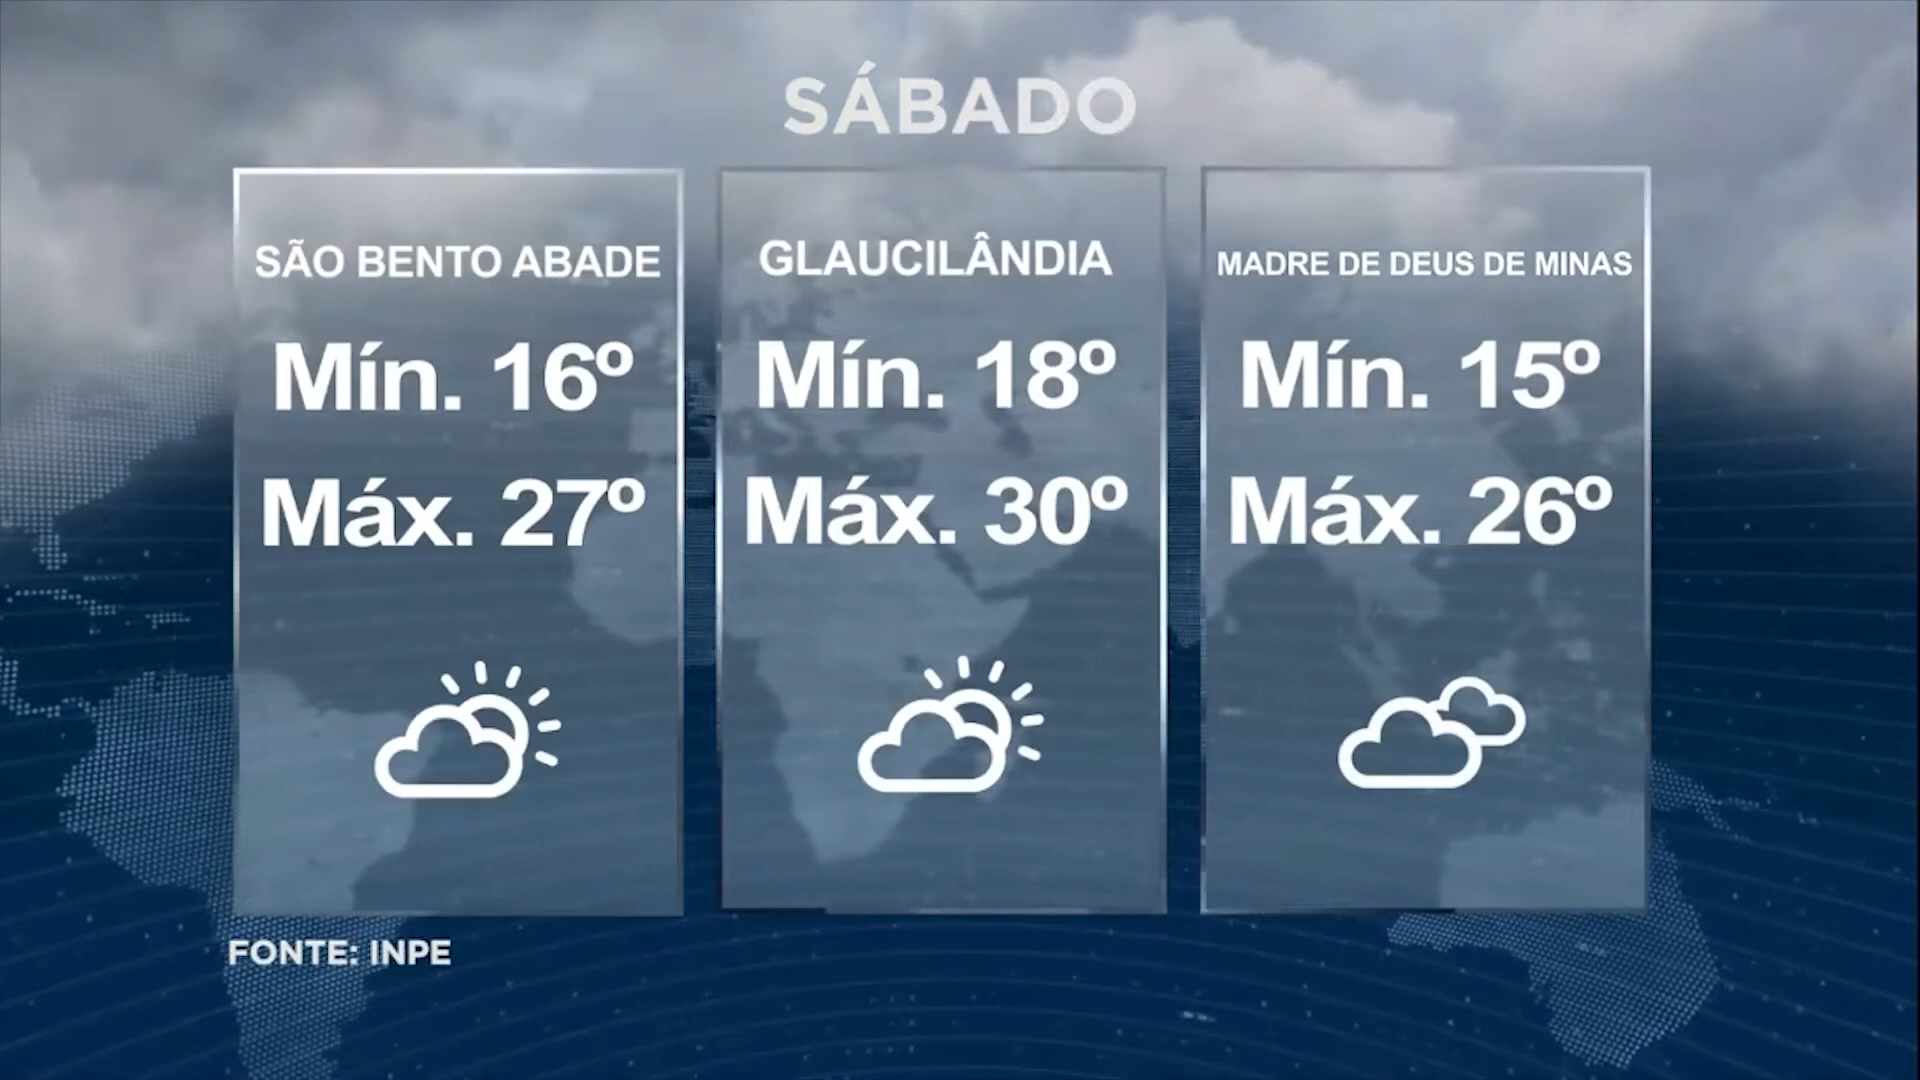 SÁBADO
SÃO BENTO ABADE
Mín. 16º
Máx. 27º
GLAUCILÂNDIA
Mín. 18º
Máx. 30º
MADRE DE DEUS DE MINAS
Mín. 15º
Máx. 26º
FONTE: INPE